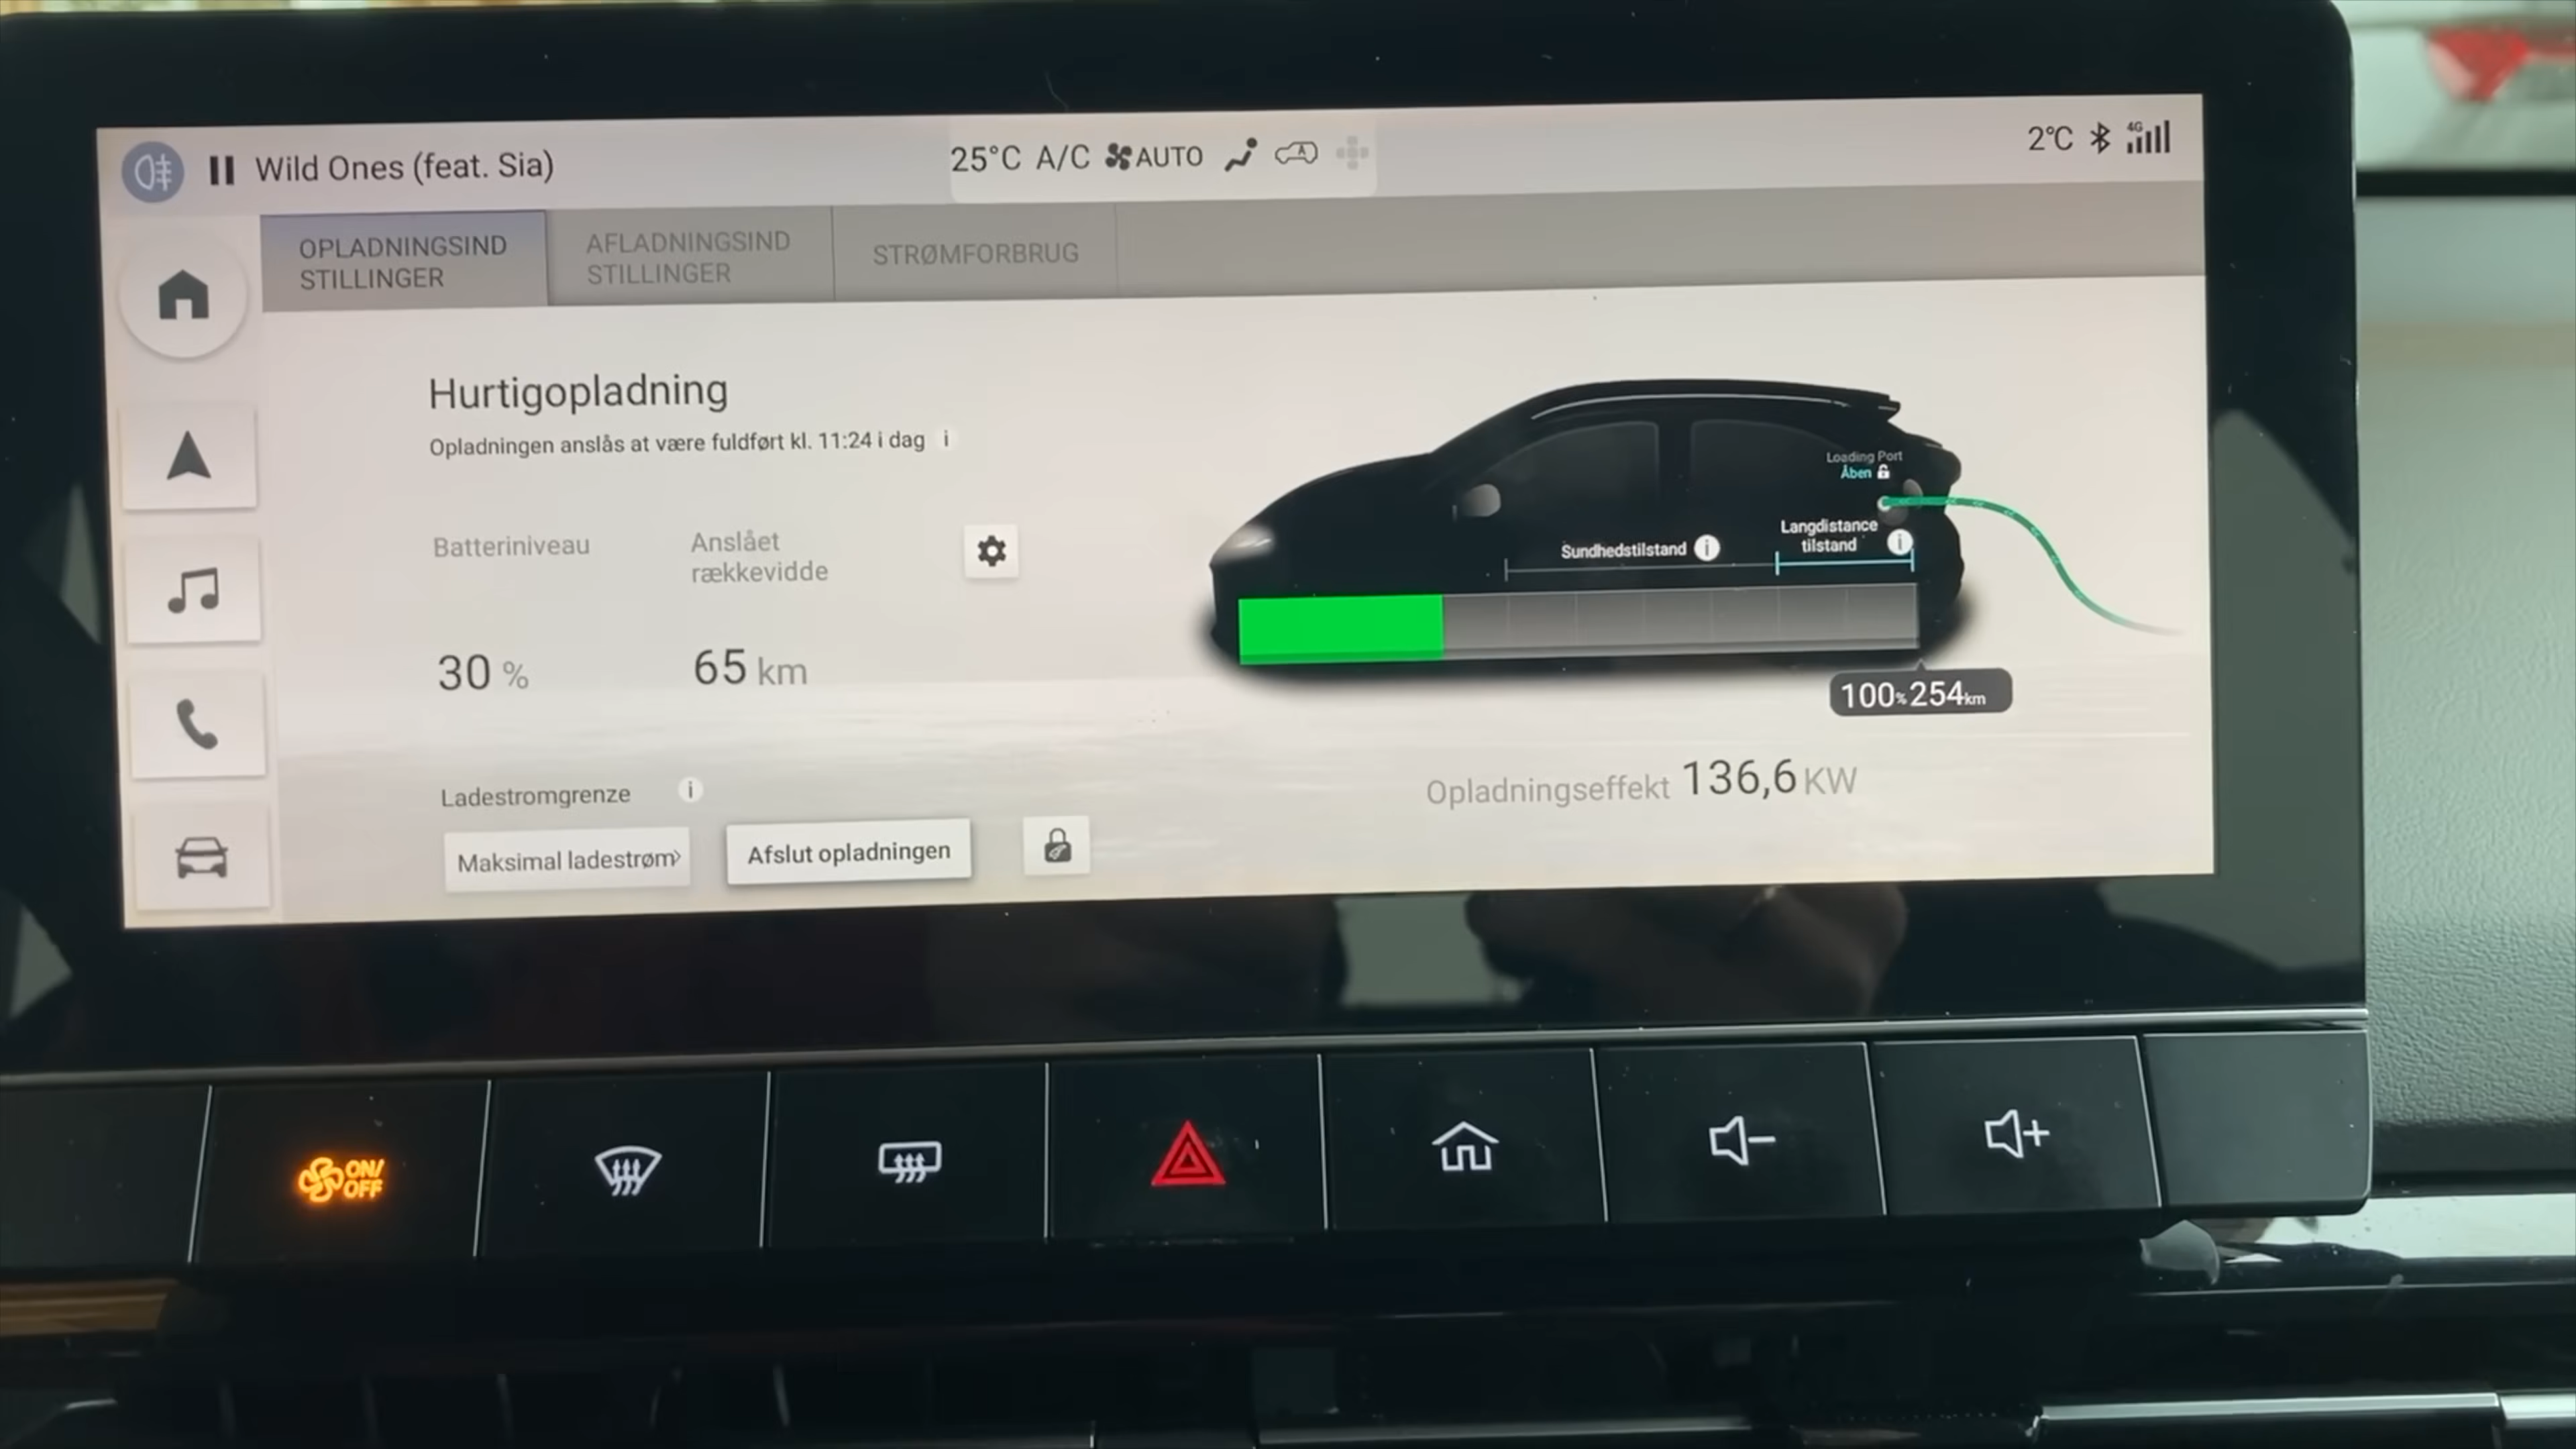 Wild Ones (feat. Sia)
25°C A/C AUTO
A
2°C 4G
OPLADNINGSIND
STILLINGER
AFLADNINGSIND
STILLINGER
STRØMFORBRUG
Hurtigopladning
Opladningen anslås at være fuldført kl. 11:24 i dag i
Batteriniveau
Anslået
rækkevidde
30 %
65 km
Ladestromgrenze i
Maksimal ladestrøm
Afslut opladningen
Loading Port
Åben
Sundhedstilstand i
Langdistance
tilstand i
100% 254km
Opladningseffekt 136,6 KW
ON/
OFF